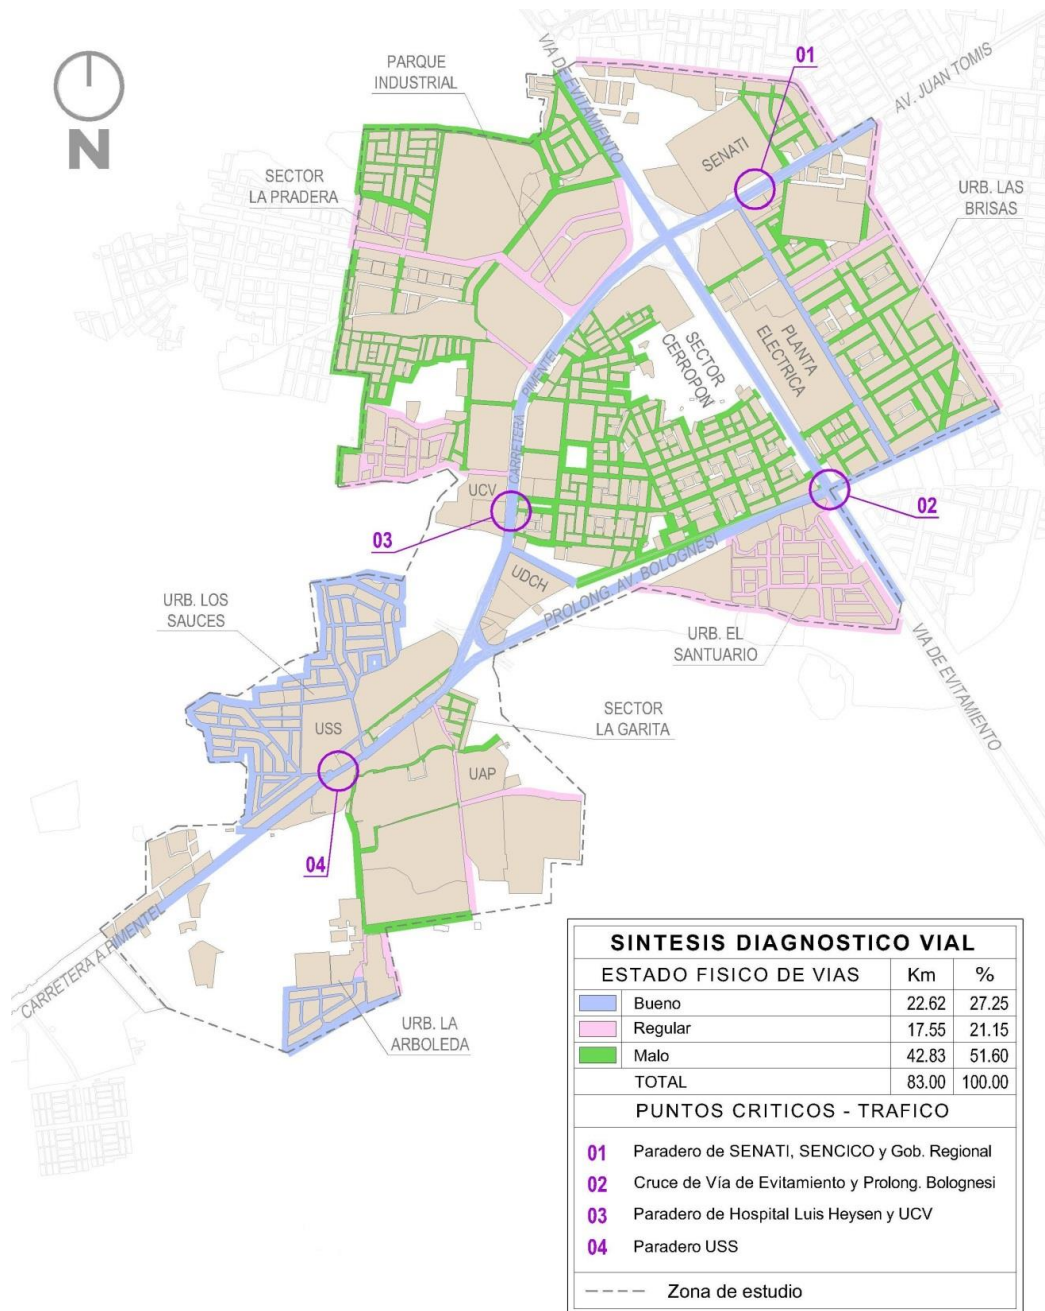 N
PARQUE
INDUSTRIAL
VIA DE EVITAMIENTO
01
AV. JUAN TOMIS
SENATI
SECTOR
LA PRADERA
URB. LAS
BRISAS
PLANTA
ELECTRICA
SECTOR
CERROPON
CARRETERA PIMENTEL
UCV
03
02
UDCH
PROLONG. AV. BOLOGNESI
URB. LOS
SAUCES
URB. EL
SANTUARIO
VIA DE EVITAMIENTO
SECTOR
LA GARITA
USS
UAP
04
CARRETERA A PIMENTEL
URB. LA
ARBOLEDA
SINTESIS DIAGNOSTICO VIAL
ESTADO FISICO DE VIAS Km %
Bueno 22.62 27.25
Regular 17.55 21.15
Malo 42.83 51.60
TOTAL 83.00 100.00
PUNTOS CRITICOS - TRAFICO
01 Paradero de SENATI, SENCICO y Gob. Regional
02 Cruce de Vía de Evitamiento y Prolong. Bolognesi
03 Paradero de Hospital Luis Heysen y UCV
04 Paradero USS
Zona de estudio